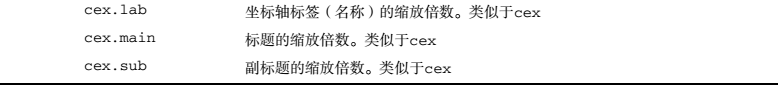 cex.lab 坐标轴标签（名称）的缩放倍数。类似于cex
cex.main 标题的缩放倍数。类似于cex
cex.sub 副标题的缩放倍数。类似于cex